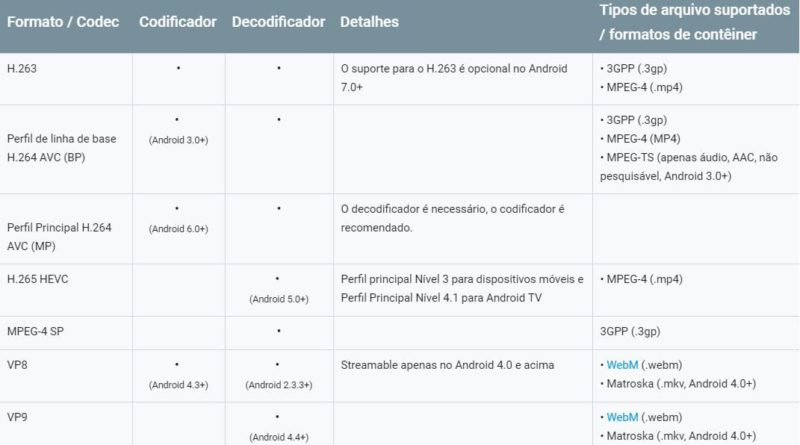 Formato / Codec
Codificador
Decodificador
Detalhes
Tipos de arquivo suportados
/ formatos de contêiner
H.263
•
•
O suporte para o H.263 é opcional no Android
7.0+
• 3GPP (.3gp)
• MPEG-4 (.mp4)
Perfil de linha de base
H.264 AVC (BP)
•
(Android 3.0+)
•
• 3GPP (.3gp)
• MPEG-4 (MP4)
• MPEG-TS (apenas áudio, AAC, não
pesquisável, Android 3.0+)
Perfil Principal H.264
AVC (MP)
•
(Android 6.0+)
•
O decodificador é necessário, o codificador é
recomendado.
H.265 HEVC
•
(Android 5.0+)
Perfil principal Nível 3 para dispositivos móveis e
Perfil Principal Nível 4.1 para Android TV
• MPEG-4 (.mp4)
MPEG-4 SP
•
3GPP (.3gp)
VP8
•
(Android 4.3+)
•
(Android 2.3.3+)
Streamable apenas no Android 4.0 e acima
• WebM (.webm)
• Matroska (.mkv, Android 4.0+)
VP9
•
(Android 4.4+)
• WebM (.webm)
• Matroska (.mkv, Android 4.0+)